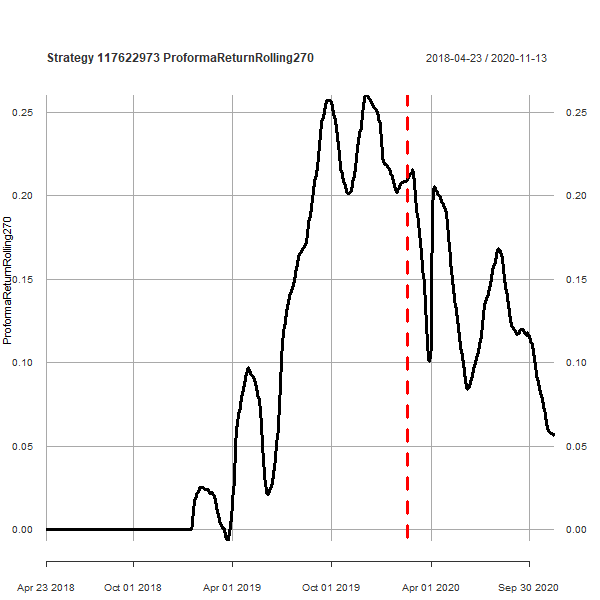 Strategy 117622973 ProformaReturnRolling270
2018-04-23 / 2020-11-13
ProformaReturnRolling270
0.25 0.25
0.20 0.20
0.15 0.15
0.10 0.10
0.05 0.05
0.00 0.00
Apr 23 2018 Oct 01 2018 Apr 01 2019 Oct 01 2019 Apr 01 2020 Sep 30 2020